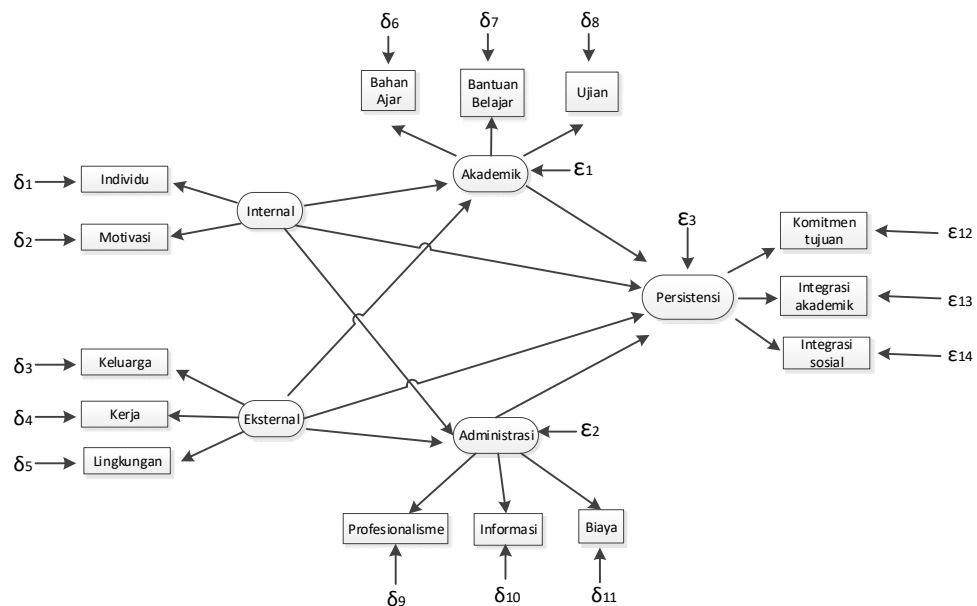 δ6
δ7
δ8
Bahan
Ajar
Bantuan
Belajar
Ujian
Akademik
ε1
δ1
Individu
Internal
δ2
Motivasi
ε3
Komitmen
tujuan
ε12
Persistensi
Integrasi
akademik
ε13
Integrasi
sosial
ε14
δ3
Keluarga
δ4
Kerja
Eksternal
δ5
Lingkungan
Administrasi
ε2
Profesionalisme
Informasi
Biaya
δ9
δ10
δ11